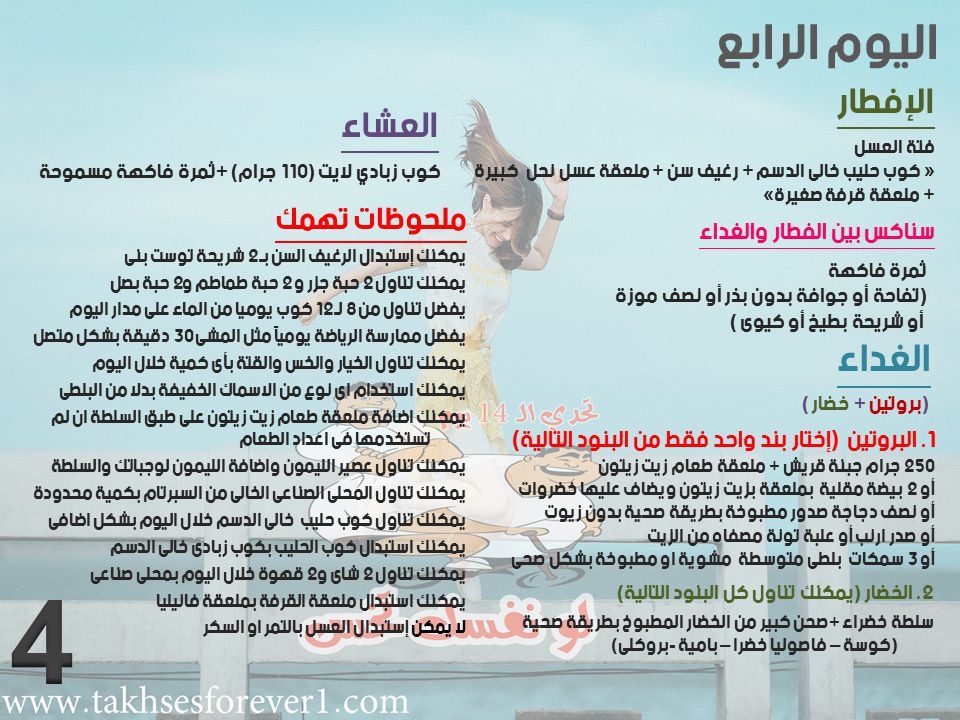 اليوم الرابع
الإفطار
فتة العسل
« كوب حليب خالى الدسم + رغيف سن + ملعقة عسل نحل كبيرة
+ ملعقة قرفة صغيرة»
سناكس بين الفطار والغداء
ثمرة فاكهة
(تفاحة أو جوافة بدون بذر أو نصف موزة
أو شريحة بطيخ أو كيوى )
الغداء
(بروتين + خضار )
1. البروتين (إختار بند واحد فقط من البنود التالية)
250 جرام جبنة قريش + ملعقة طعام زيت زيتون
أو 2 بيضة مقلية بملعقة بزيت زيتون ويضاف عليها خضروات
أو نصف دجاجة صدور مطبوخة بطريقة صحية بدون زيوت
أو صدر ارنب أو علبة تونة مصفاه من الزيت
أو 3 سمكات بلطى متوسطة مشوية او مطبوخة بشكل صحى
2. الخضار (يمكنك تناول كل البنود التالية)
سلطة خضراء + صحن كبير من الخضار المطبوخ بطريقة صحية
(كوسة – فاصوليا خضرا – بامية -بروكلى)
العشاء
كوب زبادي لايت (110 جرام) + ثمرة فاكهة مسموحة
ملحوظات تهمك
يمكنك إستبدال الرغيف السن بـ2 شريحة توست بنى
يمكنك تناول 2 حبة جزر و 2 حبة طماطم و2 حبة بصل
يفضل تناول من 8 لـ12 كوب يوميا من الماء على مدار اليوم
يفضل ممارسة الرياضة يومياً مثل المشى30 دقيقة بشكل متصل
يمكنك تناول الخيار والخس والقتة بأى كمية خلال اليوم
يمكنك استخدام اى نوع من الاسماك الخفيفة بدلا من البلطى
يمكنك اضافة ملعقة طعام زيت زيتون على طبق السلطة ان لم
تستخدمها فى اعداد الطعام
يمكنك تناول عصير الليمون واضافة الليمون لوجباتك والسلطة
يمكنك تناول المحلى الصناعى الخالى من السبرتام بكمية محدودة
يمكنك تناول كوب حليب خالى الدسم خلال اليوم بشكل اضافى
يمكنك استبدال كوب الحليب بكوب زبادى خالى الدسم
يمكنك تناول 2 شاى و2 قهوة خلال اليوم بمحلى صناعى
يمكنك استبدال ملعقة القرفة بملعقة فانيليا
لا يمكن إستبدال العسل بالتمر او السكر
تحدي الـ 14 يوم
لو نفسك تخس
4
www.takhsesforever1.com